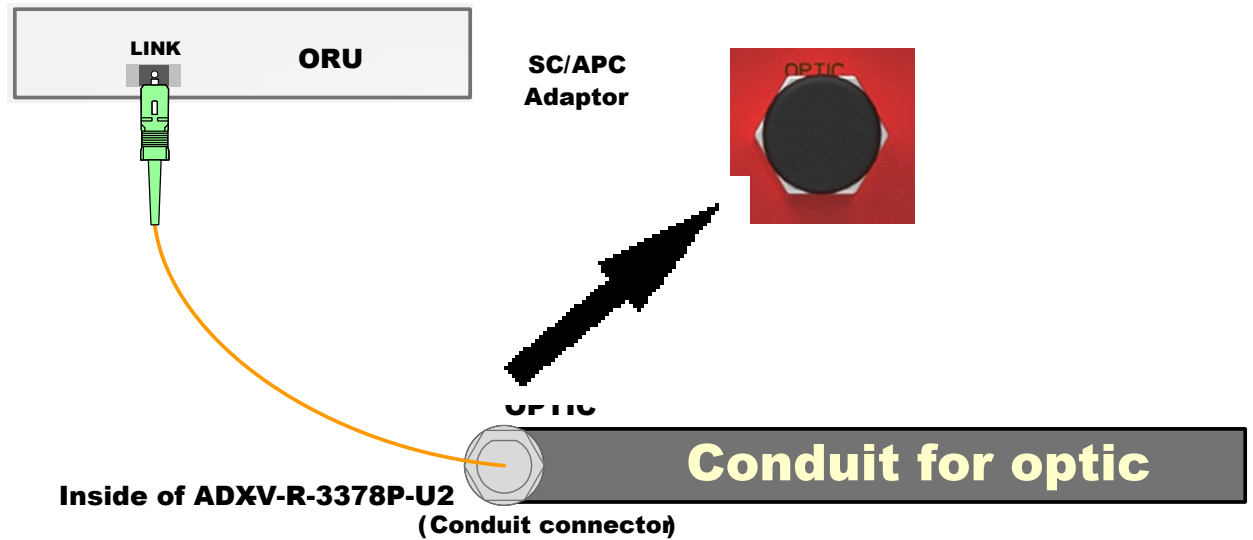 LINK
ORU
SC/APC
Adaptor
OPTIC
OPTIC
Conduit for optic
Inside of ADXV-R-3378P-U2
(Conduit connector)